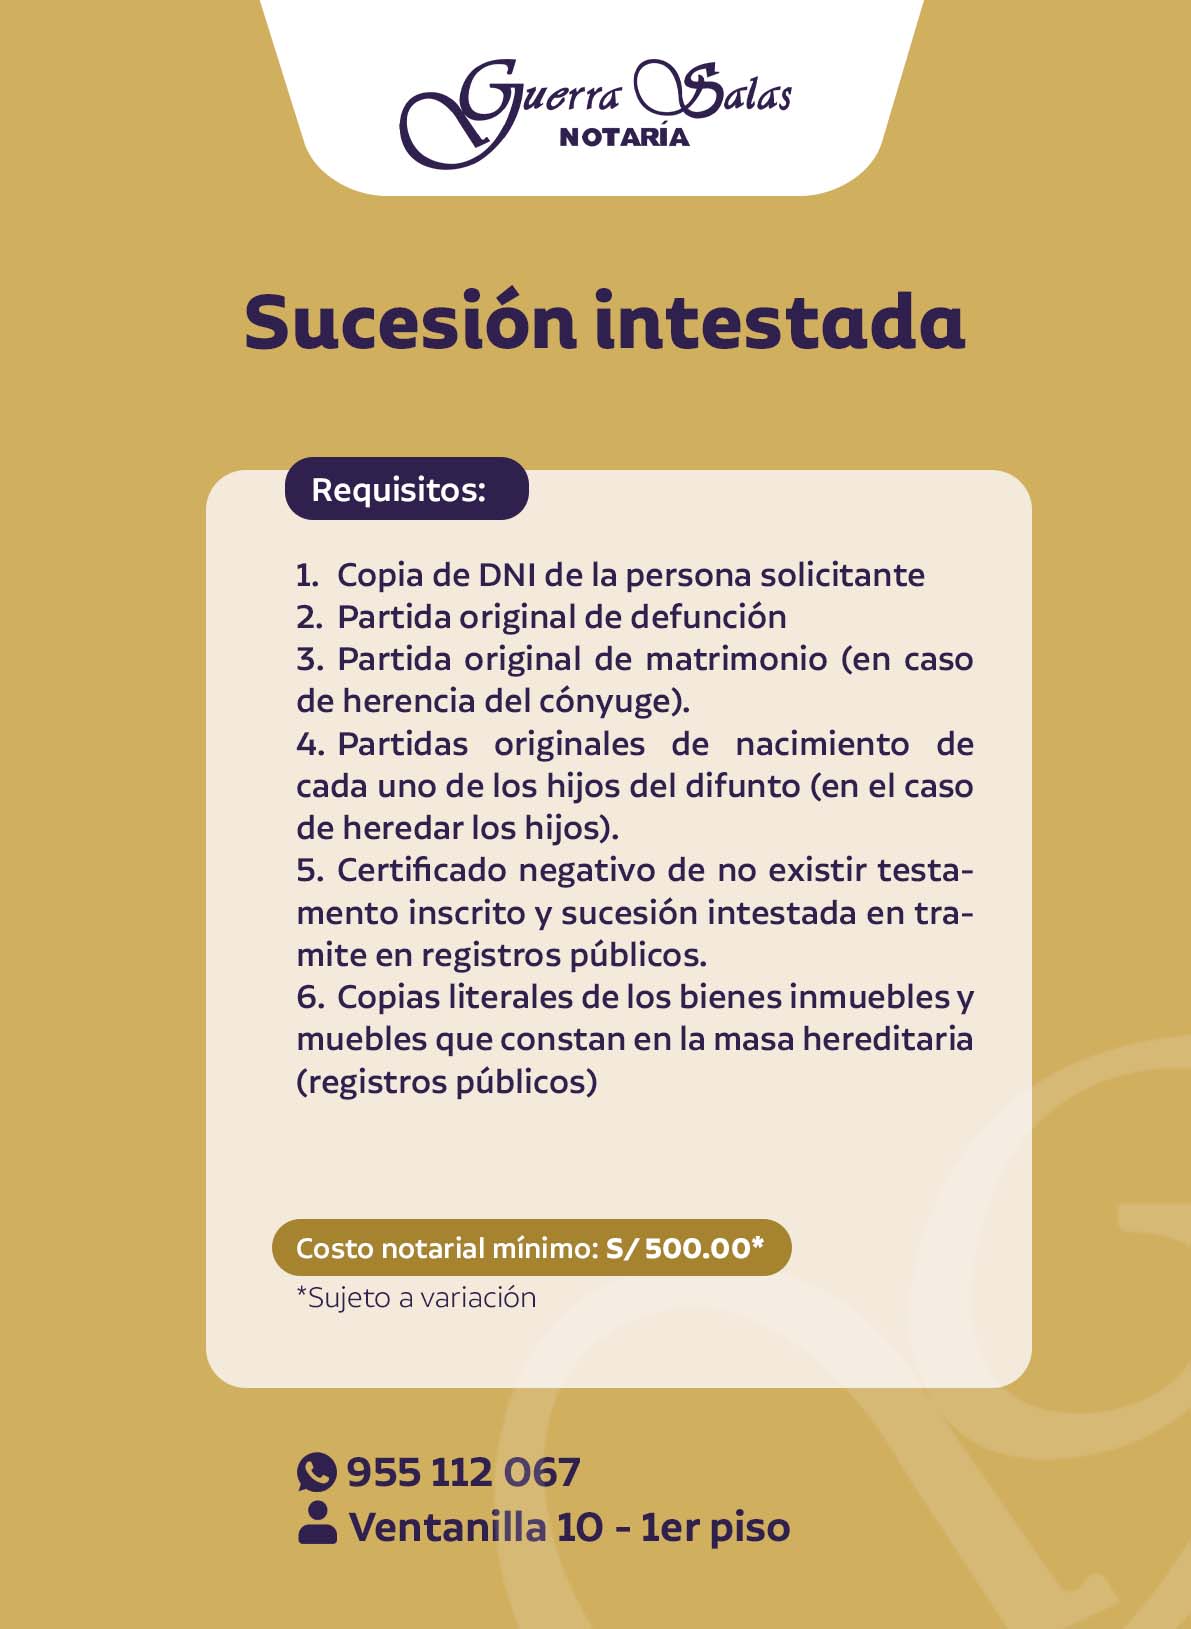 Guerra Salas
NOTARÍA
Sucesión intestada
Requisitos:
1. Copia de DNI de la persona solicitante
2. Partida original de defunción
3. Partida original de matrimonio (en caso
de herencia del cónyuge).
4. Partidas originales de nacimiento de
cada uno de los hijos del difunto (en el caso
de heredar los hijos).
5. Certificado negativo de no existir testa-
mento inscrito y sucesión intestada en tra-
mite en registros públicos.
6. Copias literales de los bienes inmuebles y
muebles que constan en la masa hereditaria
(registros públicos)
Costo notarial mínimo: S/ 500.00*
*Sujeto a variación
955 112 067
Ventanilla 10 - 1er piso